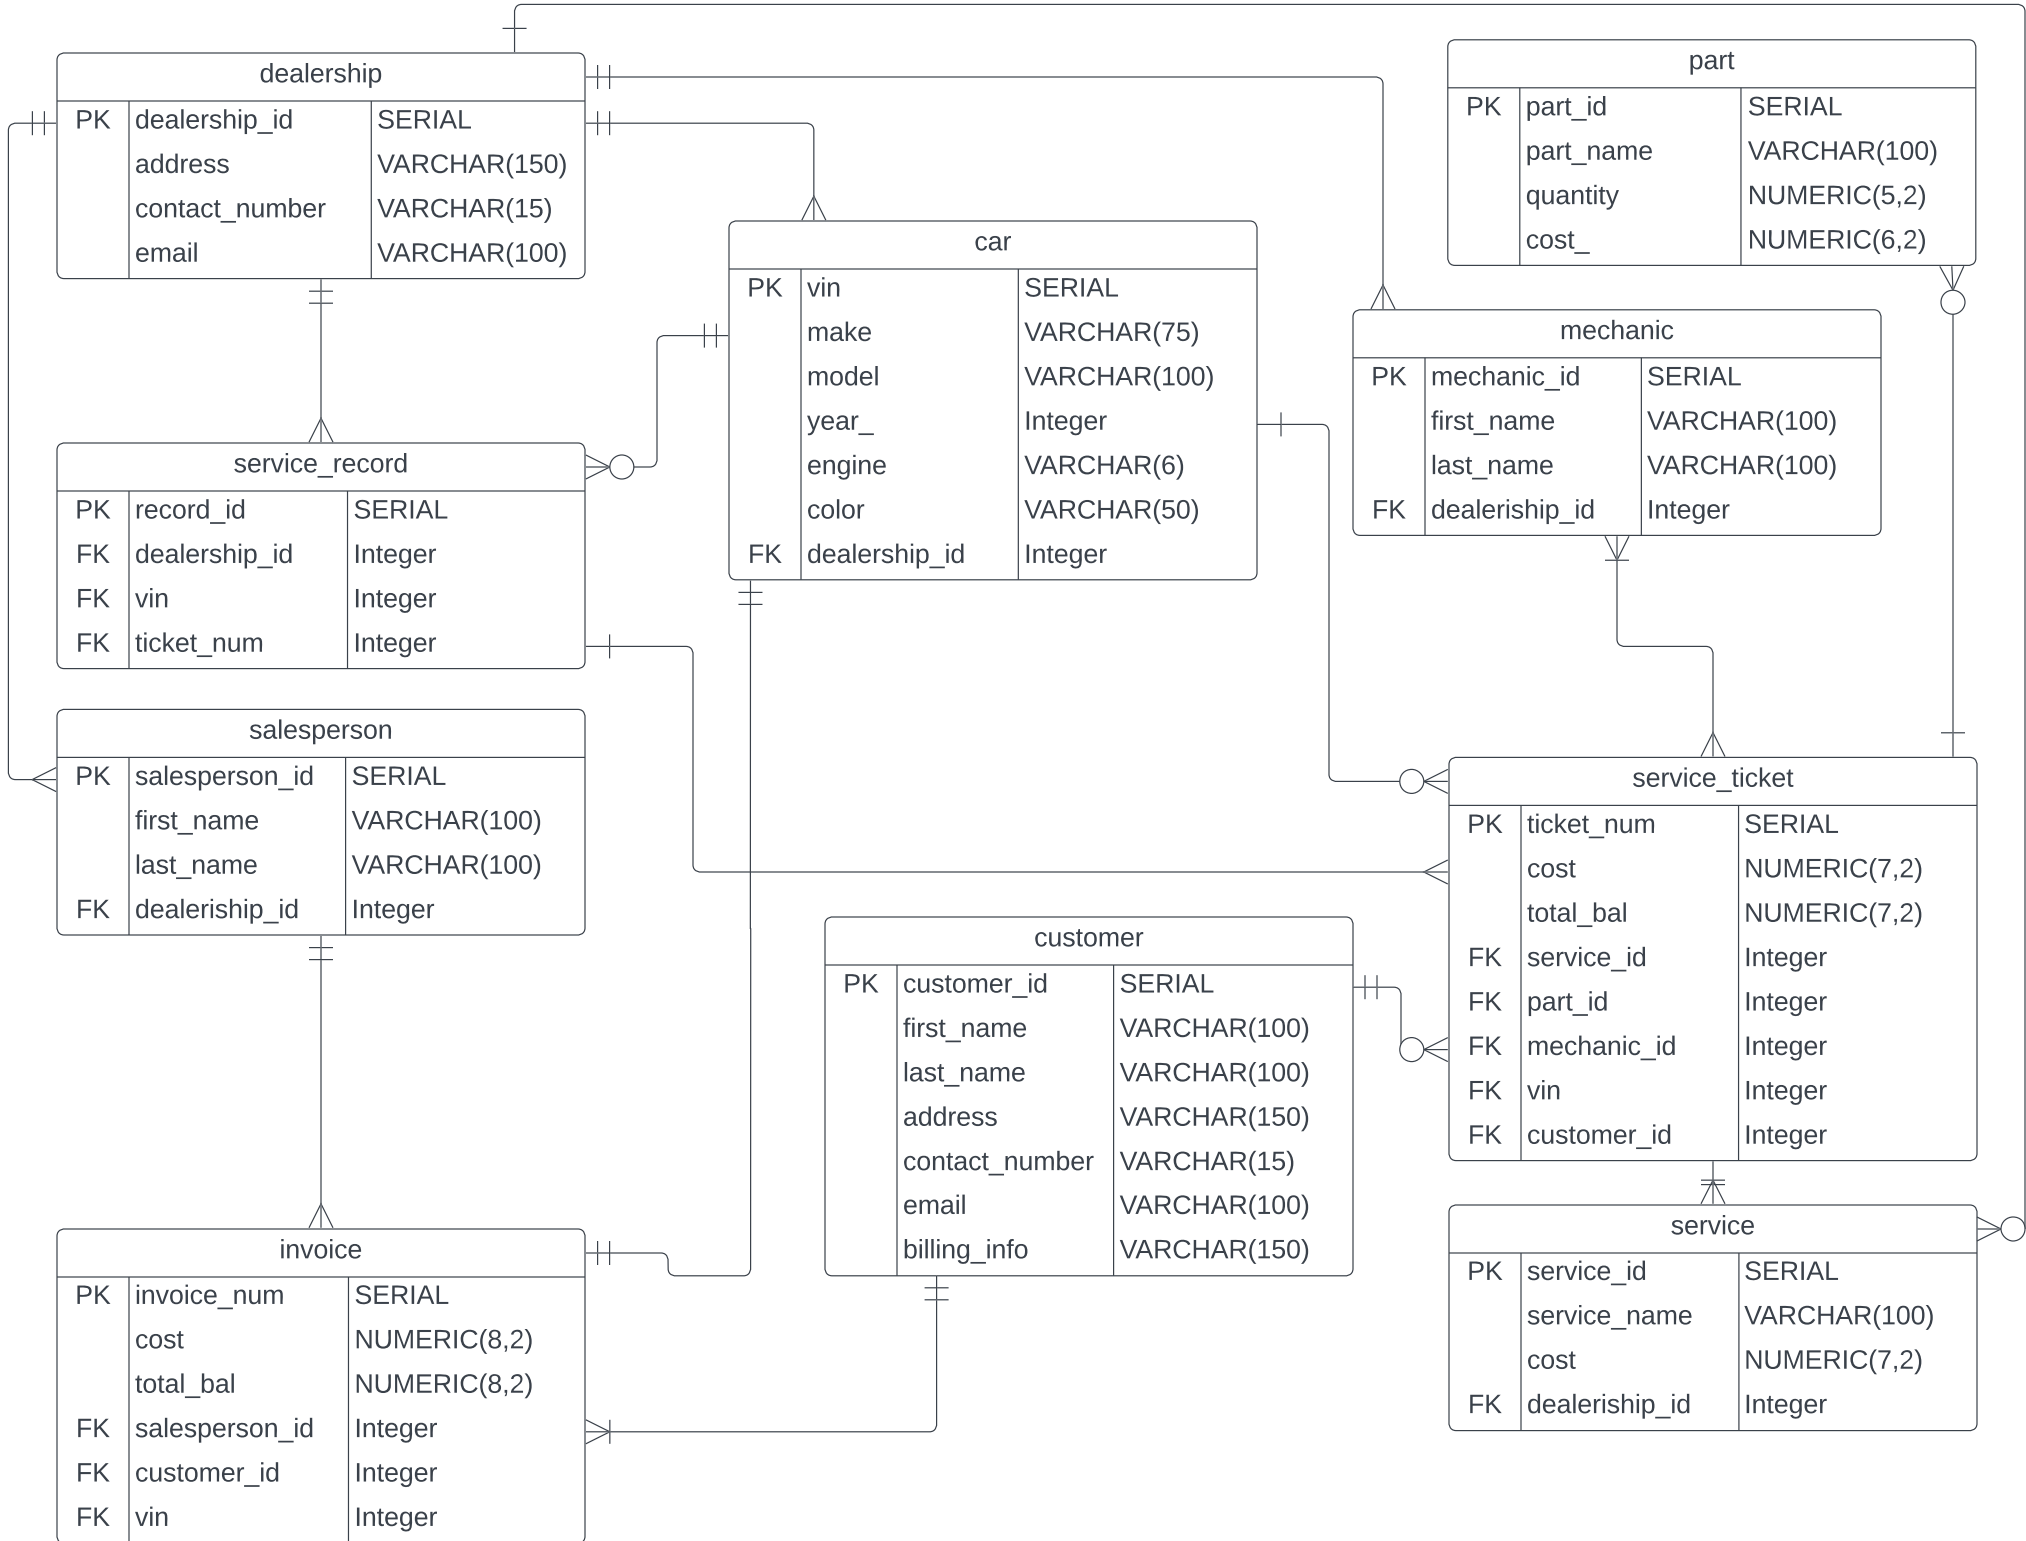 dealership
PK dealership_id SERIAL
address VARCHAR(150)
contact_number VARCHAR(15)
email VARCHAR(100)
part
PK part_id SERIAL
part_name VARCHAR(100)
quantity NUMERIC(5,2)
cost_ NUMERIC(6,2)
car
PK vin SERIAL
make VARCHAR(75)
model VARCHAR(100)
year_ Integer
engine VARCHAR(6)
color VARCHAR(50)
FK dealership_id Integer
mechanic
PK mechanic_id SERIAL
first_name VARCHAR(100)
last_name VARCHAR(100)
FK dealeriship_id Integer
service_record
PK record_id SERIAL
FK dealership_id Integer
FK vin Integer
FK ticket_num Integer
salesperson
PK salesperson_id SERIAL
first_name VARCHAR(100)
last_name VARCHAR(100)
FK dealeriship_id Integer
service_ticket
PK ticket_num SERIAL
cost NUMERIC(7,2)
total_bal NUMERIC(7,2)
FK service_id Integer
FK part_id Integer
FK mechanic_id Integer
FK vin Integer
FK customer_id Integer
customer
PK customer_id SERIAL
first_name VARCHAR(100)
last_name VARCHAR(100)
address VARCHAR(150)
contact_number VARCHAR(15)
email VARCHAR(100)
billing_info VARCHAR(150)
invoice
PK invoice_num SERIAL
cost NUMERIC(8,2)
total_bal NUMERIC(8,2)
FK salesperson_id Integer
FK customer_id Integer
FK vin Integer
service
PK service_id SERIAL
service_name VARCHAR(100)
cost NUMERIC(7,2)
FK dealeriship_id Integer